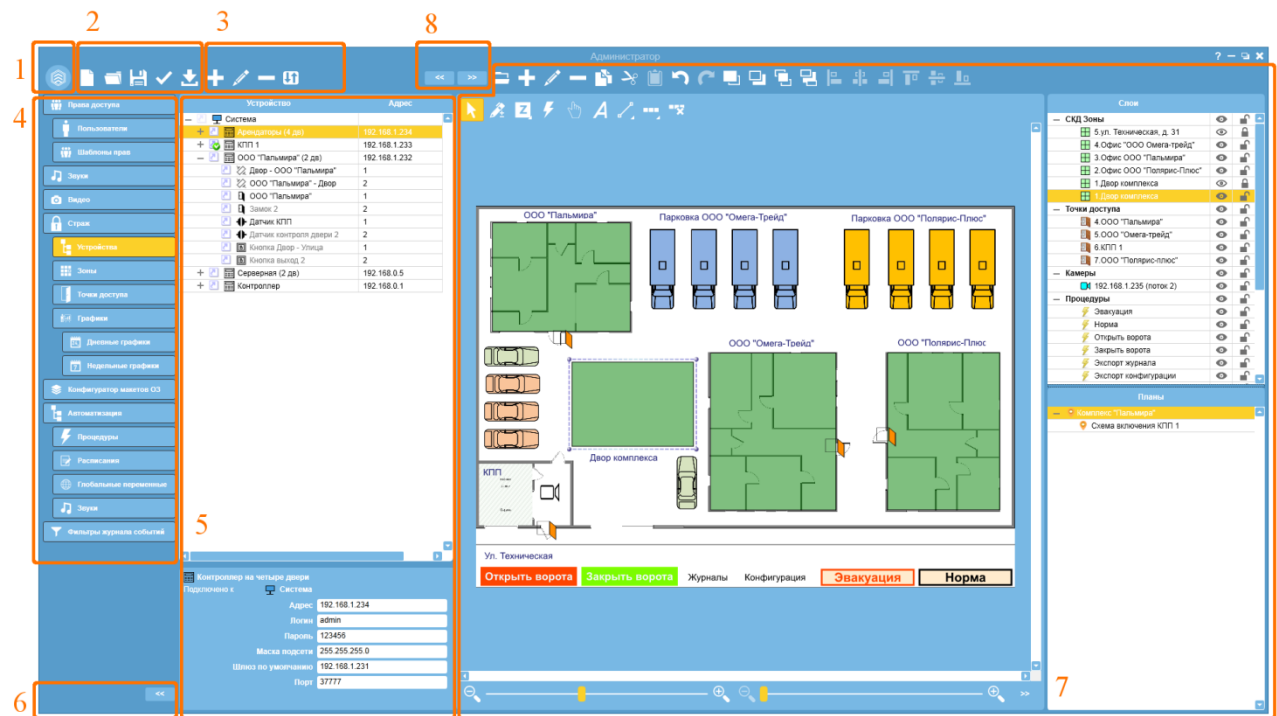 2
3
8
1
Администратор
?
<<
>>
4
Права доступа
Пользователи
Шаблоны прав
Звуки
Видео
Страж
Устройства
Зоны
Точки доступа
Графики
Дневные графики
Недельные графики
Конфигуратор макетов ОЗ
Автоматизация
Процедуры
Расписания
Глобальные переменные
Звуки
Фильтры журнала событий
6
<<
Устройство Адрес
Система
Арендаторы (4 дв) 192.168.1.234
КПП 1 192.168.1.233
ООО "Пальмира" (2 дв) 192.168.1.232
Двор - ООО "Пальмира" 1
ООО "Пальмира" - Двор 2
ООО "Пальмира" 1
Замок 2 2
Датчик КПП 1
Датчик контроля двери 2 2
Кнопка Двор - Улица 1
Кнопка выход 2 2
Серверная (2 дв) 192.168.0.5
Контроллер 192.168.0.1
5
Контроллер на четыре двери
Подключено к Система
Адрес 192.168.1.234
Логин admin
Пароль 123456
Маска подсети 255.255.255.0
Шлюз по умолчанию 192.168.1.231
Порт 37777
Z
A
ООО "Пальмира"
Парковка ООО "Омега-Трейд"
Парковка ООО "Полярис-Плюс"
ООО "Омега-Трейд"
ООО "Полярис-Плюс
Двор комплекса
КПП
Ул. Техническая
Открыть ворота Закрыть ворота Журналы Конфигурация Эвакуация Норма
>>
Слои
СКД Зоны
5.ул. Техническая, д. 31
4.Офис "ООО Омега-трейд"
3.Офис ООО "Пальмира"
2.Офис ООО "Полярис-Плюс"
1.Двор комплекса
1.Двор комплекса
Точки доступа
4.ООО "Пальмира"
5.ООО "Омега-трейд"
6.КПП 1
7.ООО "Полярис-плюс"
Камеры
192.168.1.235 (поток 2)
Процедуры
Эвакуация
Норма
Открыть ворота
Закрыть ворота
Экспорт журнала
Экспорт конфигурации
Планы
Комплекс "Пальмира"
Схема включения КПП 1
7